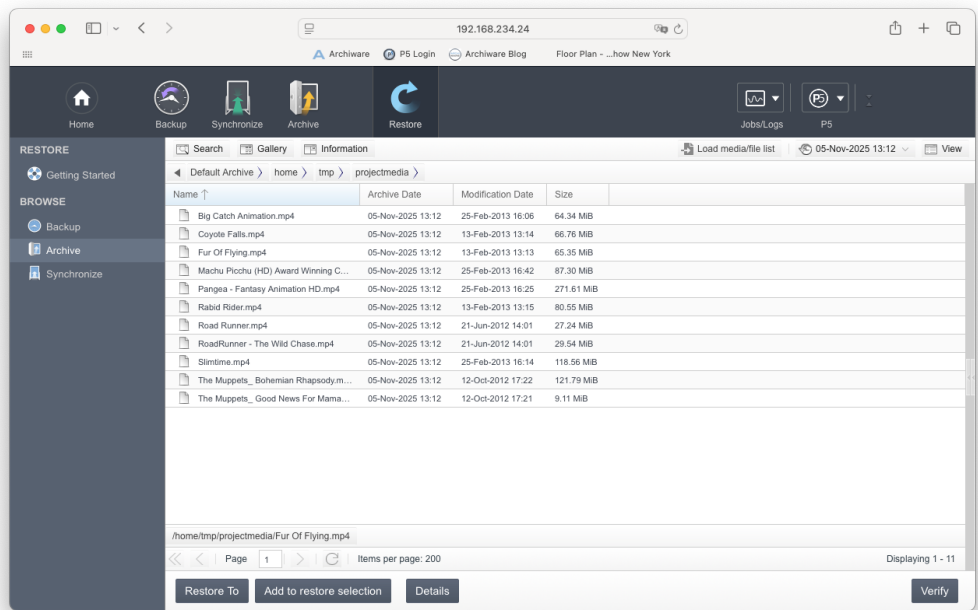 192.168.234.24
Archiware P5 Login Archiware Blog Floor Plan - ...how New York
Home Backup Synchronize Archive Restore Jobs/Logs P5
RESTORE
Getting Started
BROWSE
Backup
Archive
Synchronize
Search Gallery Information Load media/file list 05-Nov-2025 13:12 View
Default Archive home tmp projectmedia
Name Archive Date Modification Date Size
Big Catch Animation.mp4 05-Nov-2025 13:12 25-Feb-2013 16:06 64.34 MiB
Coyote Falls.mp4 05-Nov-2025 13:12 13-Feb-2013 13:14 66.76 MiB
Fur Of Flying.mp4 05-Nov-2025 13:12 13-Feb-2013 13:13 65.35 MiB
Machu Picchu (HD) Award Winning C... 05-Nov-2025 13:12 25-Feb-2013 16:42 87.30 MiB
Pangea - Fantasy Animation HD.mp4 05-Nov-2025 13:12 25-Feb-2013 16:25 271.61 MiB
Rabid Rider.mp4 05-Nov-2025 13:12 13-Feb-2013 13:15 80.55 MiB
Road Runner.mp4 05-Nov-2025 13:12 21-Jun-2012 14:01 27.24 MiB
RoadRunner - The Wild Chase.mp4 05-Nov-2025 13:12 21-Jun-2012 14:01 29.54 MiB
Slimtime.mp4 05-Nov-2025 13:12 25-Feb-2013 16:14 118.56 MiB
The Muppets_ Bohemian Rhapsody.m... 05-Nov-2025 13:12 12-Oct-2012 17:22 121.79 MiB
The Muppets_ Good News For Mama... 05-Nov-2025 13:12 12-Oct-2012 17:21 9.11 MiB
/home/tmp/projectmedia/Fur Of Flying.mp4
Page 1 Items per page: 200 Displaying 1 - 11
Restore To Add to restore selection Details Verify